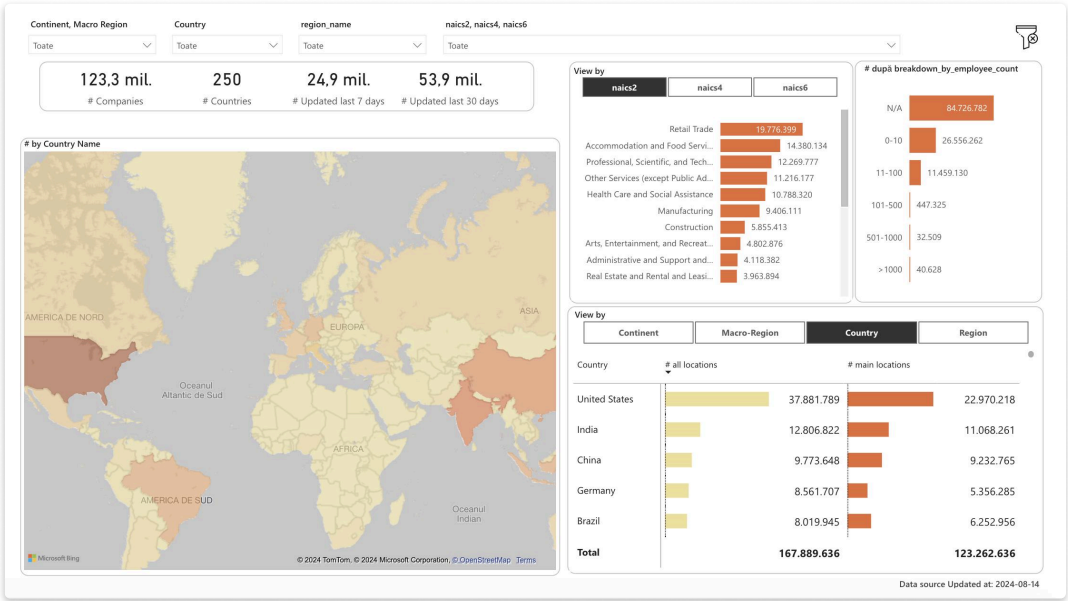 Continent, Macro Region
Country
region_name
naics2, naics4, naics6
Toate
Toate
Toate
Toate
123,3 mil.
# Companies
250
# Countries
24,9 mil.
# Updated last 7 days
53,9 mil.
# Updated last 30 days
# by Country Name
AMERICA DE NORD
EUROPA
ASIA
Oceanul
Atlantic de Sud
AFRICA
AMERICA DE SUD
Oceanul
Indian
Microsoft Bing
© 2024 TomTom, © 2024 Microsoft Corporation, © OpenStreetMap Terms
View by
naics2
naics4
naics6
Retail Trade 19.776.399
Accommodation and Food Servi... 14.380.134
Professional, Scientific, and Tech... 12.269.777
Other Services (except Public Ad... 11.216.177
Health Care and Social Assistance 10.788.320
Manufacturing 9.406.111
Construction 5.855.413
Arts, Entertainment, and Recreat... 4.802.876
Administrative and Support and... 4.118.382
Real Estate and Rental and Leasi... 3.963.894
# după breakdown_by_employee_count
N/A 84.726.782
0-10 26.556.262
11-100 11.459.130
101-500 447.325
501-1000 32.509
>1000 40.628
View by
Continent
Macro-Region
Country
Region
Country # all locations # main locations
United States 37.881.789 22.970.218
India 12.806.822 11.068.261
China 9.773.648 9.232.765
Germany 8.561.707 5.356.285
Brazil 8.019.945 6.252.956
Total 167.889.636 123.262.636
Data source Updated at: 2024-08-14